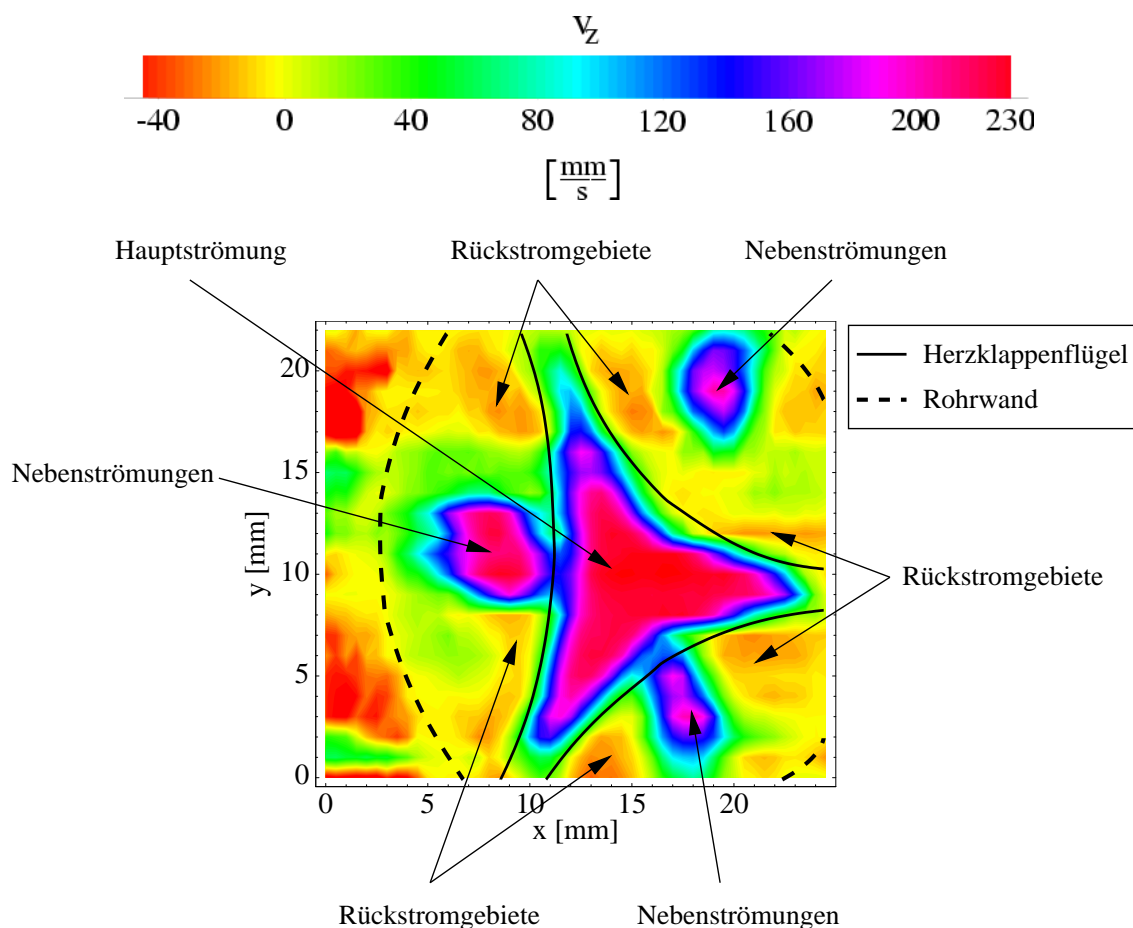 V_z
-40 0 40 80 120 160 200 230
[mm/s]
Hauptströmung Rückstromgebiete Nebenströmungen
Herzklappenflügel
Rohrwand
Nebenströmungen
Rückstromgebiete
y [mm]
20
15
10
5
0
0 5 10 15 20
x [mm]
Rückstromgebiete Nebenströmungen